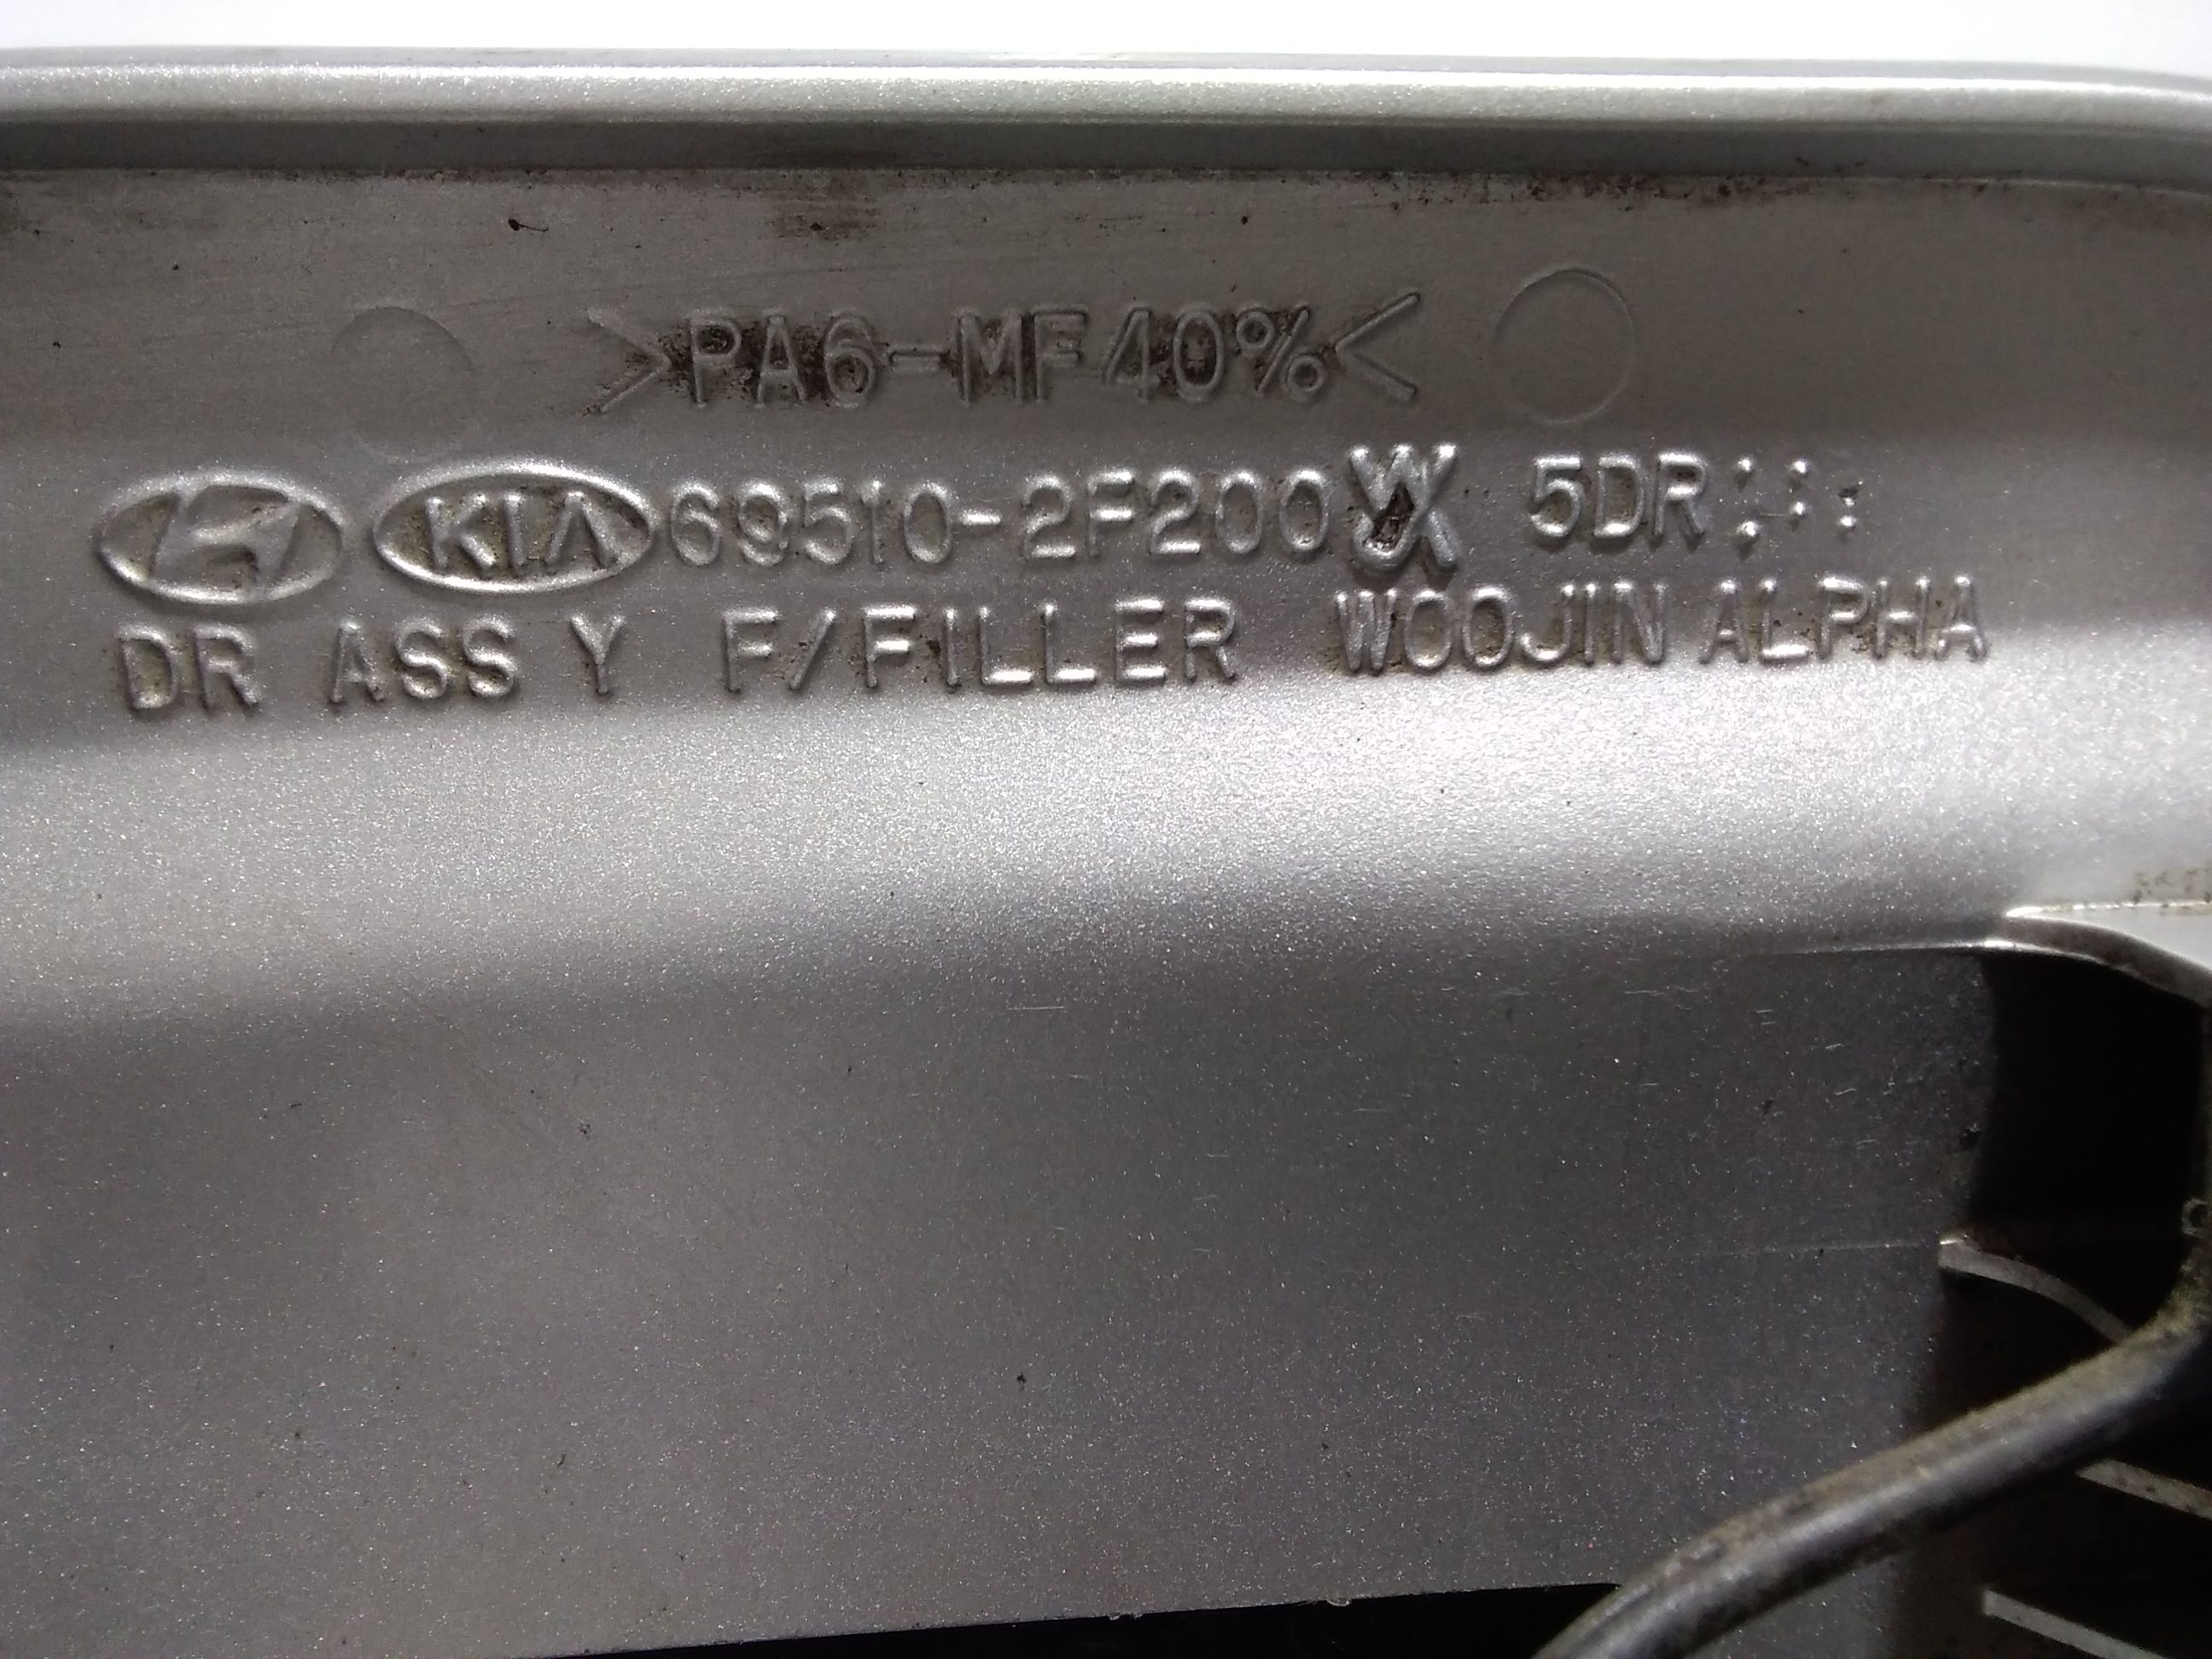 >PA6-MF40%<
KIA 69510-2F200 5DR
DR ASS Y F/FILLER WOOJIN ALPHA